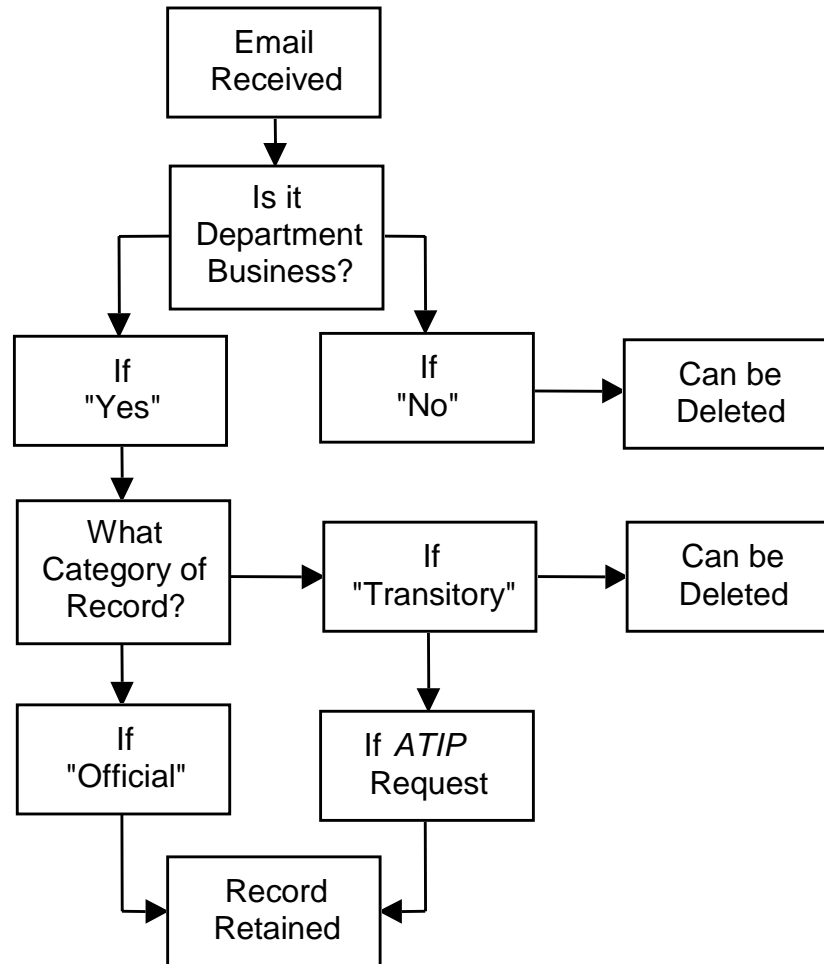 Email
Received
Is it
Department
Business?
If
"Yes"
If
"No"
Can be
Deleted
What
Category of
Record?
If
"Transitory"
Can be
Deleted
If
"Official"
If ATIP
Request
Record
Retained